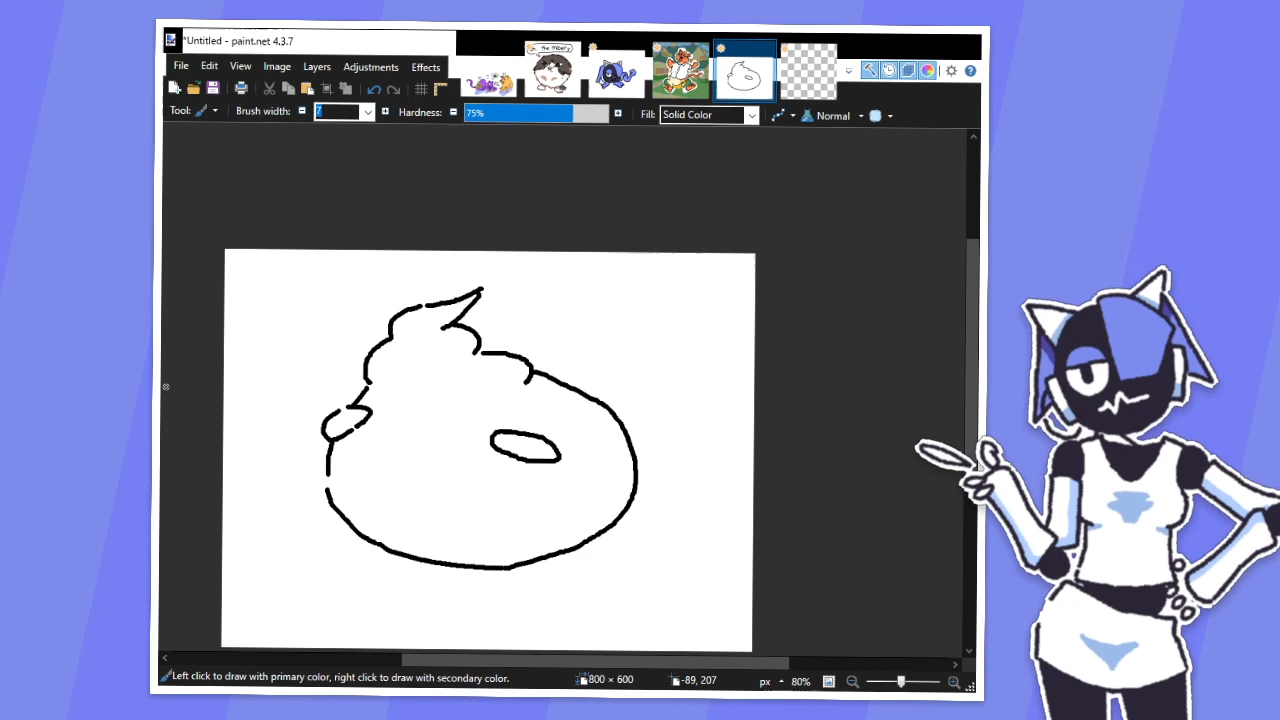 *Untitled - paint.net 4.3.7
File Edit View Image Layers Adjustments Effects
Tool: Brush width: 7 Hardness: 75% Fill: Solid Color Normal
Left click to draw with primary color, right click to draw with secondary color. 800 × 600 -89, 207 px 80%